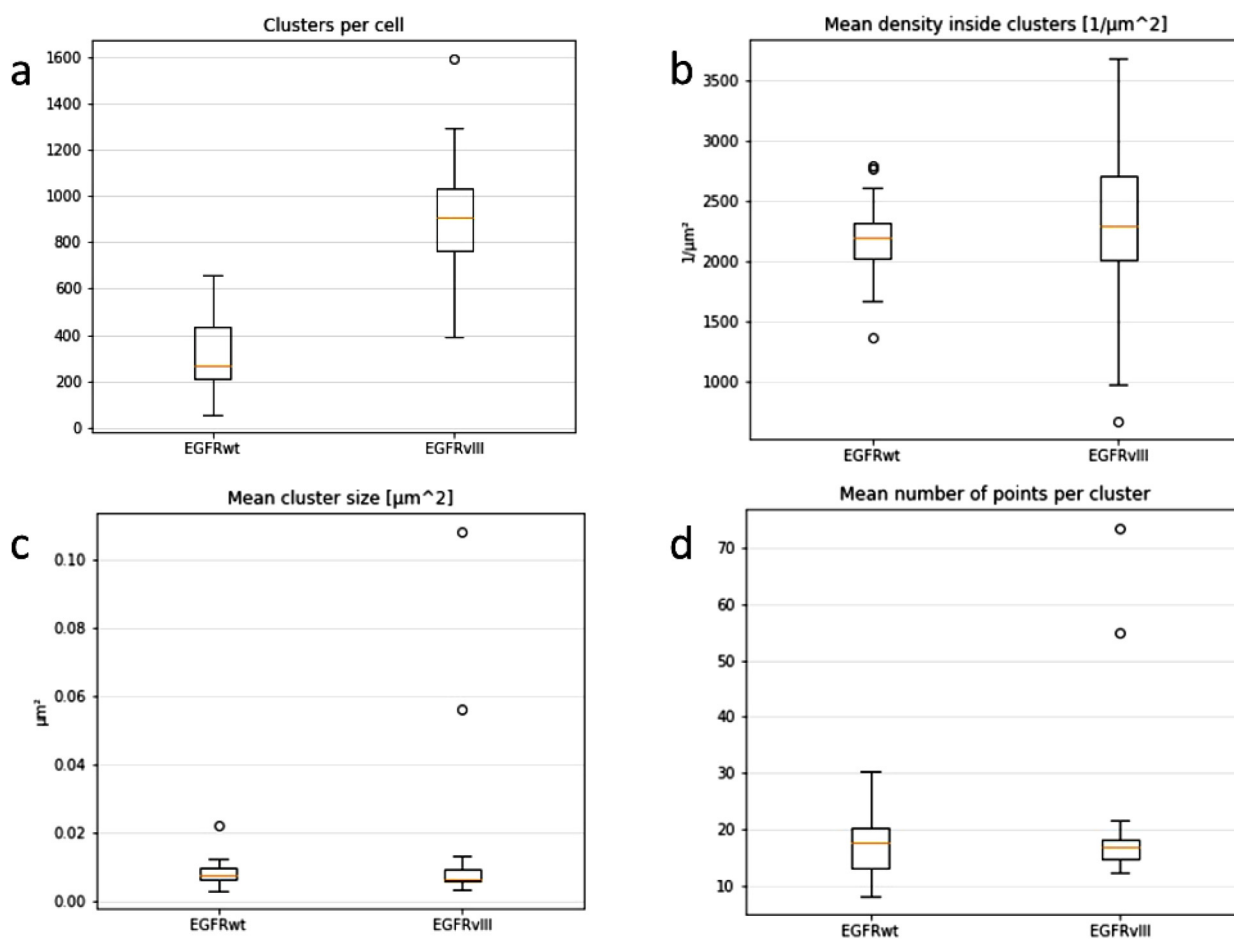 a
Clusters per cell
1600
1400
1200
1000
800
600
400
200
0
EGFRwt
EGFRvIII
b
Mean density inside clusters [1/μm^2]
1/μm²
3500
3000
2500
2000
1500
1000
EGFRwt
EGFRvIII
c
Mean cluster size [μm^2]
μm²
0.10
0.08
0.06
0.04
0.02
0.00
EGFRwt
EGFRvIII
d
Mean number of points per cluster
70
60
50
40
30
20
10
EGFRwt
EGFRvIII